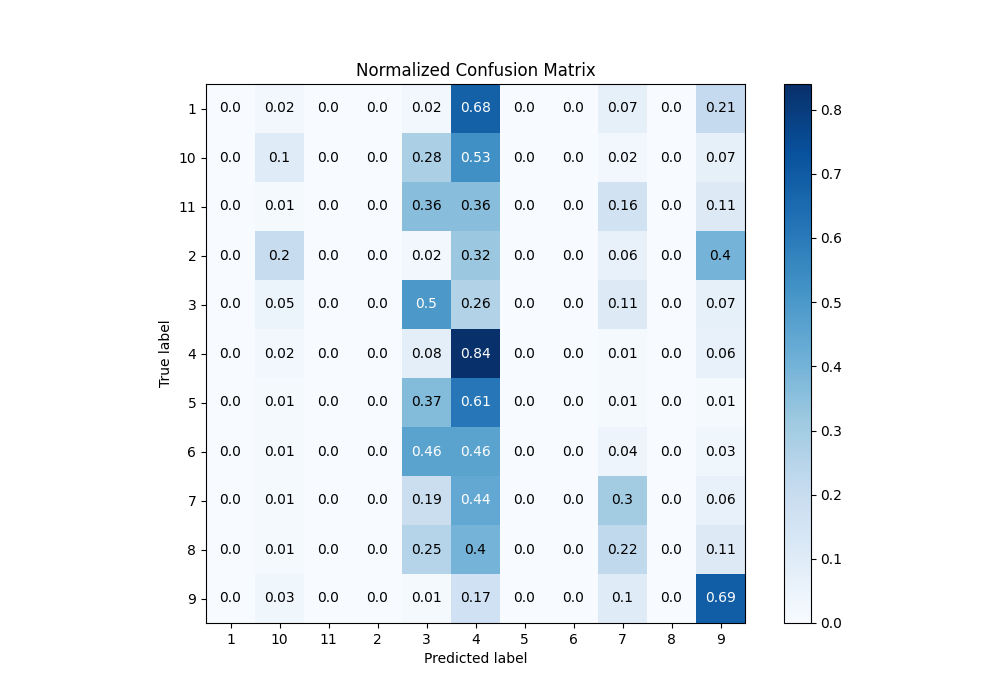 Normalized Confusion Matrix
1 0.0 0.02 0.0 0.0 0.02 0.68 0.0 0.0 0.07 0.0 0.21
10 0.0 0.1 0.0 0.0 0.28 0.53 0.0 0.0 0.02 0.0 0.07
11 0.0 0.01 0.0 0.0 0.36 0.36 0.0 0.0 0.16 0.0 0.11
2 0.0 0.2 0.0 0.0 0.02 0.32 0.0 0.0 0.06 0.0 0.4
3 0.0 0.05 0.0 0.0 0.5 0.26 0.0 0.0 0.11 0.0 0.07
4 0.0 0.02 0.0 0.0 0.08 0.84 0.0 0.0 0.01 0.0 0.06
5 0.0 0.01 0.0 0.0 0.37 0.61 0.0 0.0 0.01 0.0 0.01
6 0.0 0.01 0.0 0.0 0.46 0.46 0.0 0.0 0.04 0.0 0.03
7 0.0 0.01 0.0 0.0 0.19 0.44 0.0 0.0 0.3 0.0 0.06
8 0.0 0.01 0.0 0.0 0.25 0.4 0.0 0.0 0.22 0.0 0.11
9 0.0 0.03 0.0 0.0 0.01 0.17 0.0 0.0 0.1 0.0 0.69
1 10 11 2 3 4 5 6 7 8 9
Predicted label
True label
0.8
0.7
0.6
0.5
0.4
0.3
0.2
0.1
0.0